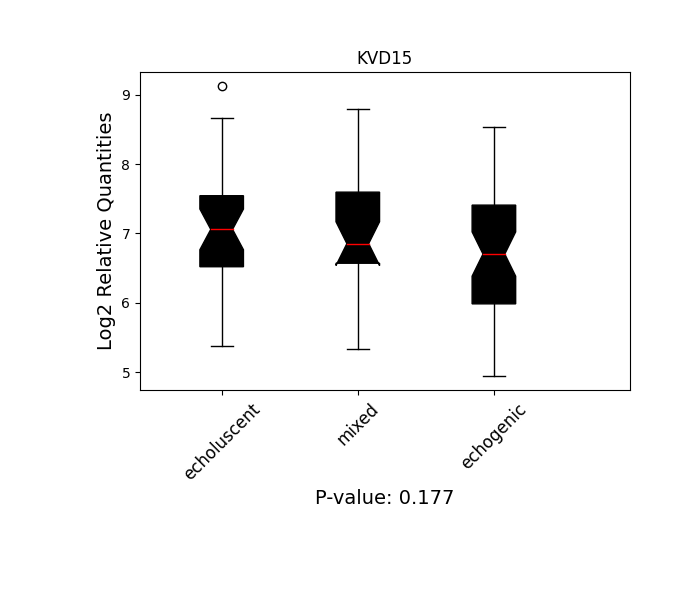 KVD15
Log2 Relative Quantities
9
8
7
6
5
echoluscent
mixed
echogenic
P-value: 0.177